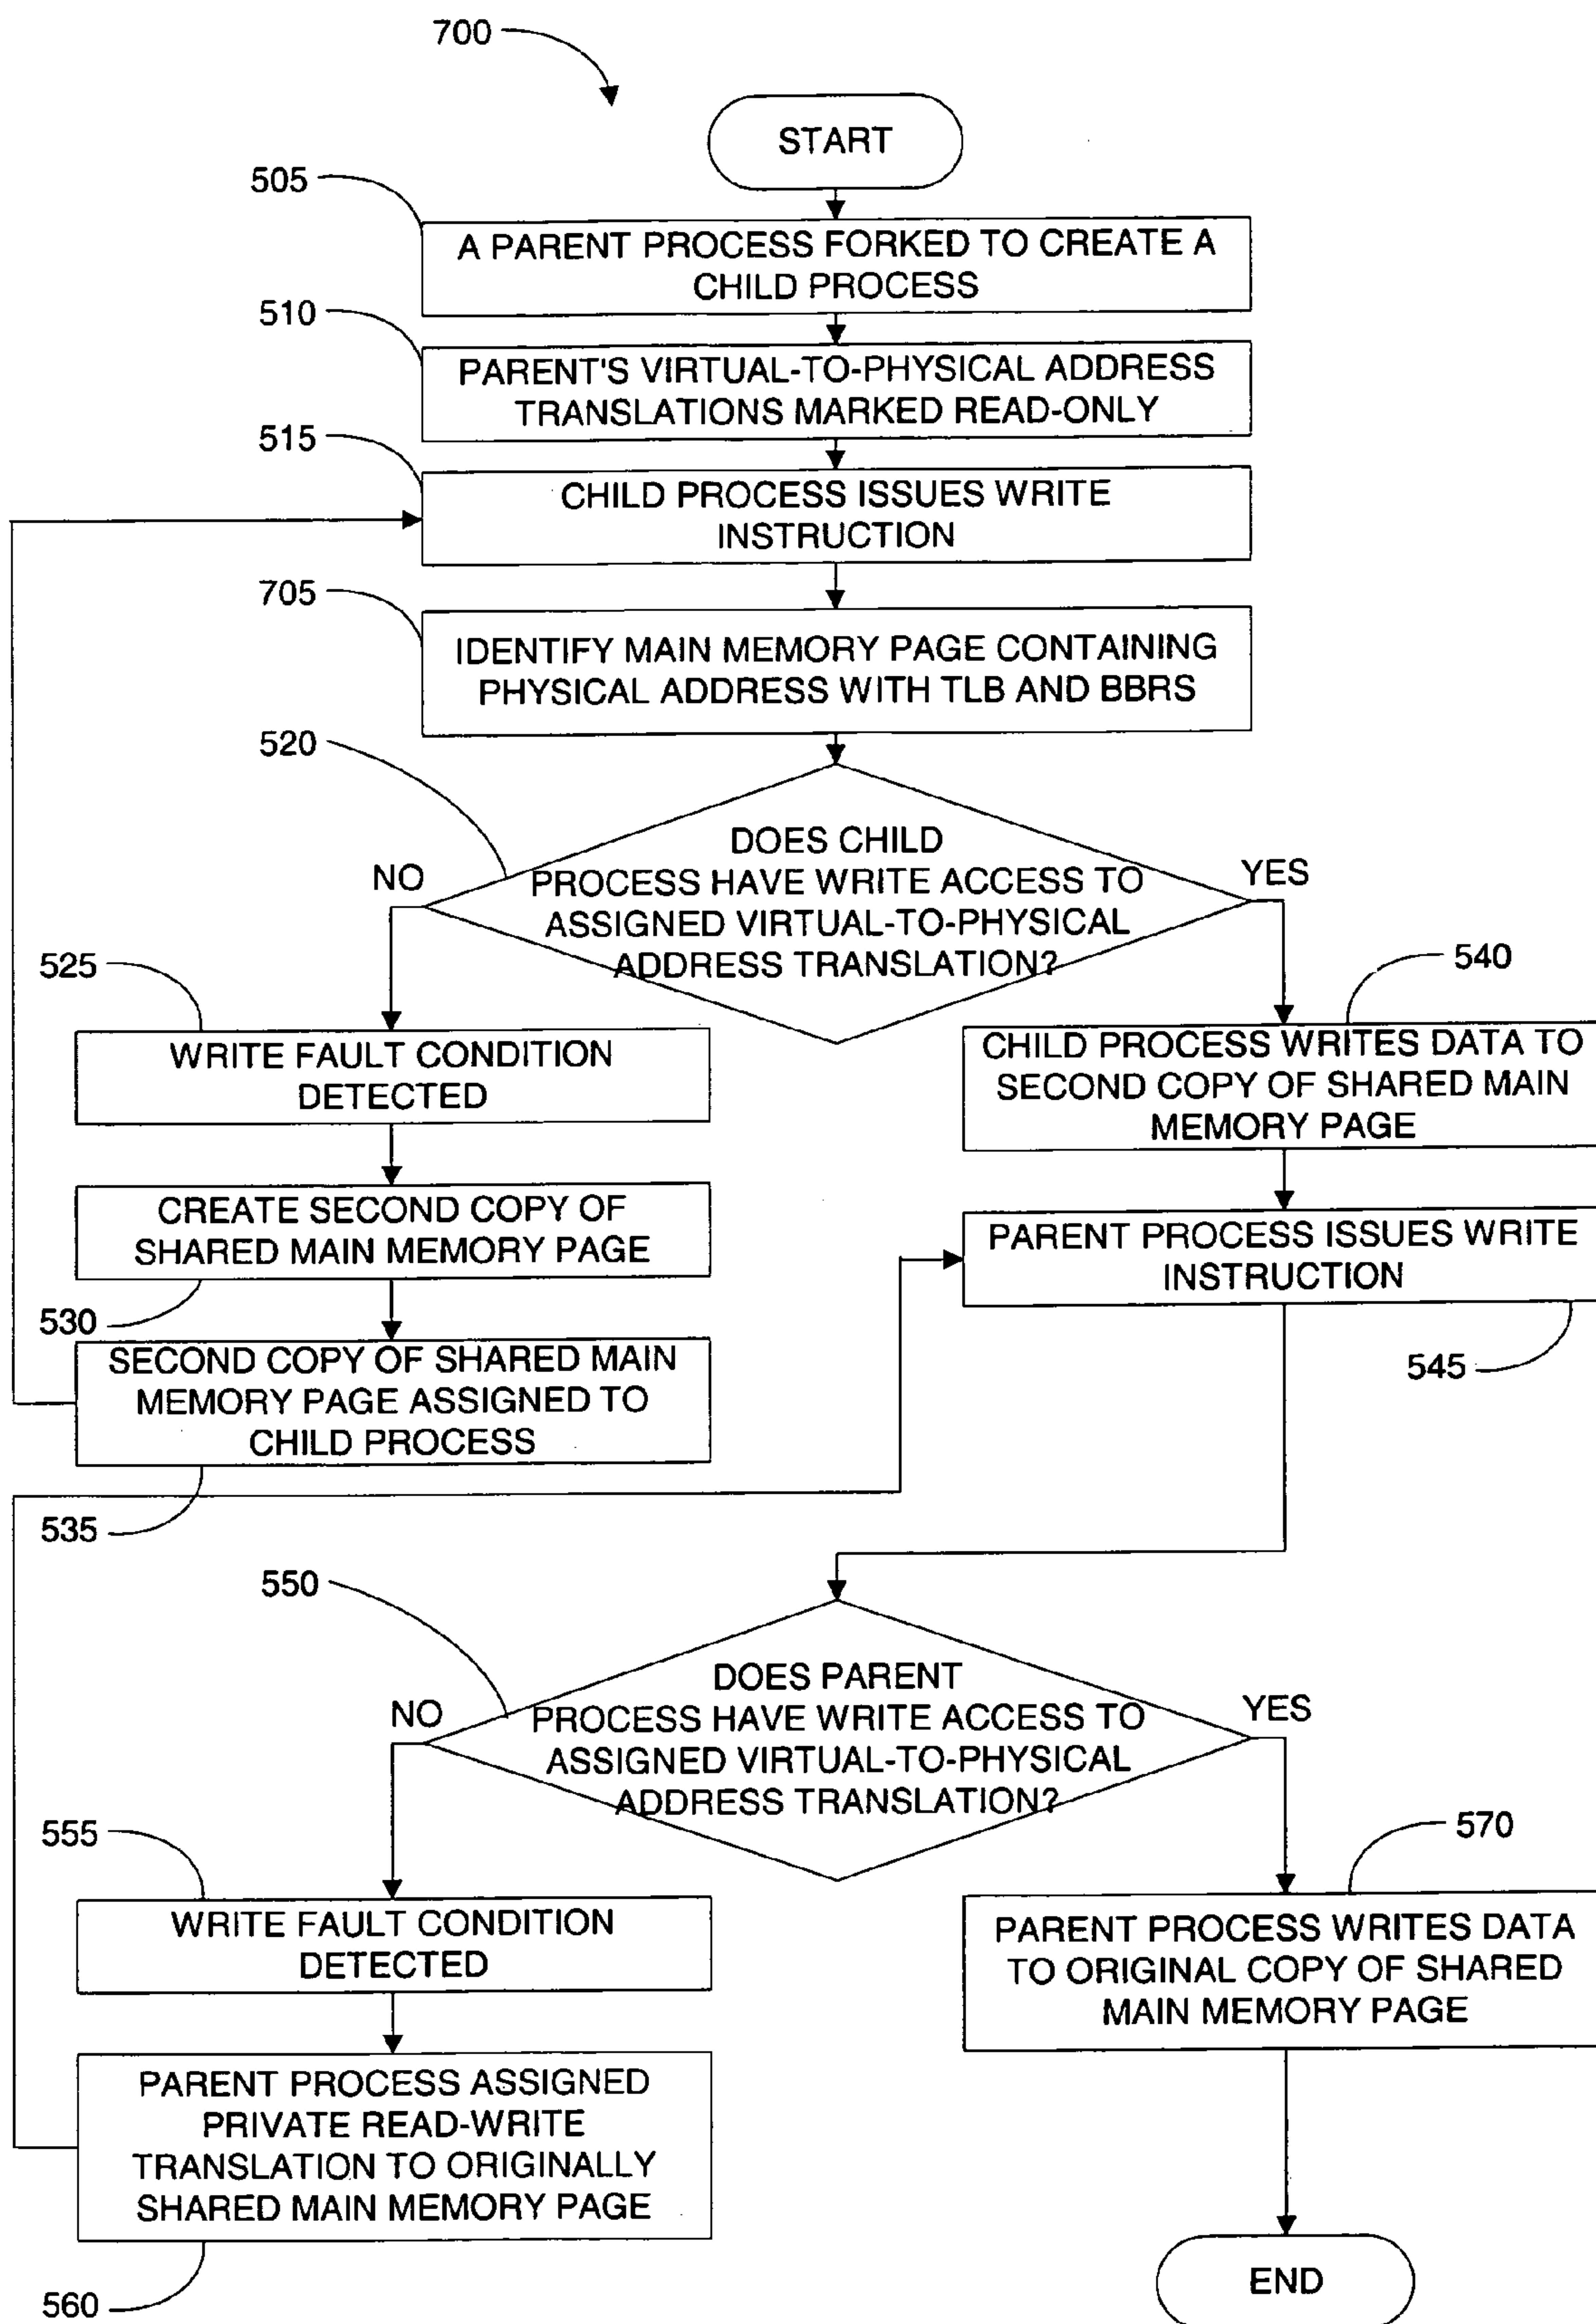 700
START
505
A PARENT PROCESS FORKED TO CREATE A
CHILD PROCESS
510
PARENT'S VIRTUAL-TO-PHYSICAL ADDRESS
TRANSLATIONS MARKED READ-ONLY
515
CHILD PROCESS ISSUES WRITE
INSTRUCTION
705
IDENTIFY MAIN MEMORY PAGE CONTAINING
PHYSICAL ADDRESS WITH TLB AND BBRS
520
DOES CHILD
PROCESS HAVE WRITE ACCESS TO
ASSIGNED VIRTUAL-TO-PHYSICAL
ADDRESS TRANSLATION?
NO
YES
525
WRITE FAULT CONDITION
DETECTED
540
CHILD PROCESS WRITES DATA TO
SECOND COPY OF SHARED MAIN
MEMORY PAGE
CREATE SECOND COPY OF
SHARED MAIN MEMORY PAGE
530
PARENT PROCESS ISSUES WRITE
INSTRUCTION
545
SECOND COPY OF SHARED MAIN
MEMORY PAGE ASSIGNED TO
CHILD PROCESS
535
550
DOES PARENT
PROCESS HAVE WRITE ACCESS TO
ASSIGNED VIRTUAL-TO-PHYSICAL
ADDRESS TRANSLATION?
NO
YES
555
WRITE FAULT CONDITION
DETECTED
570
PARENT PROCESS WRITES DATA
TO ORIGINAL COPY OF SHARED
MAIN MEMORY PAGE
PARENT PROCESS ASSIGNED
PRIVATE READ-WRITE
TRANSLATION TO ORIGINALLY
SHARED MAIN MEMORY PAGE
560
END